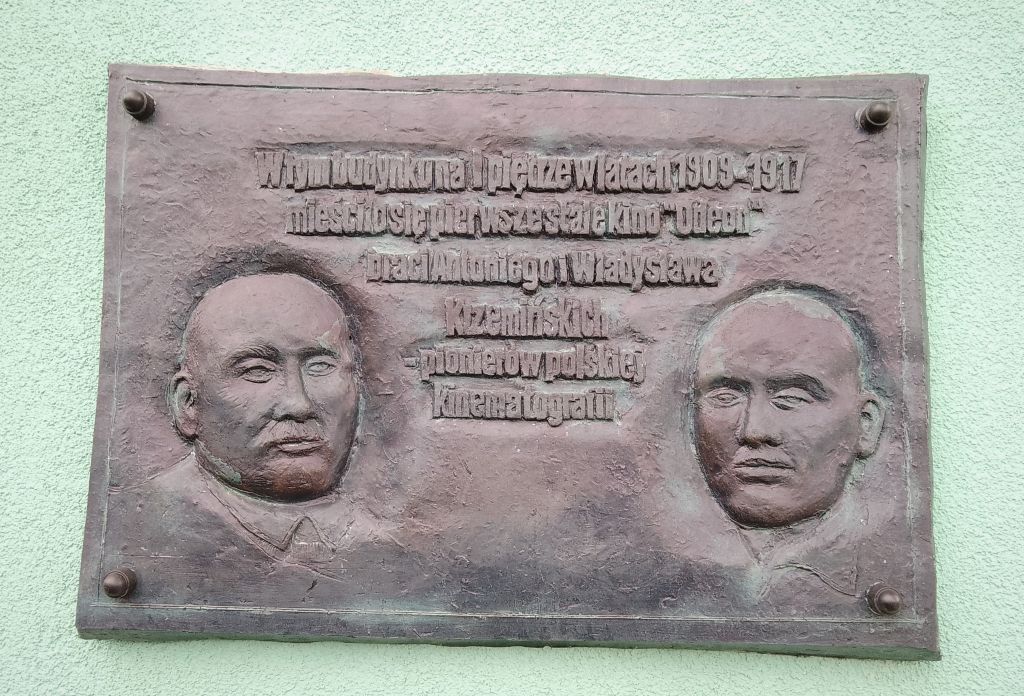 W tym budynku na I piętrze w latach 1909-1917
mieściło się pierwsze stałe kino "Odeon"
braci Antoniego i Władysława
Krzemińskich
- pionierów polskiej
kinematografii